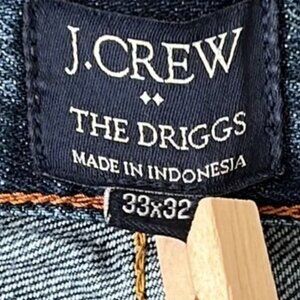 J.CREW
THE DRIGGS
MADE IN INDONESIA
33x32